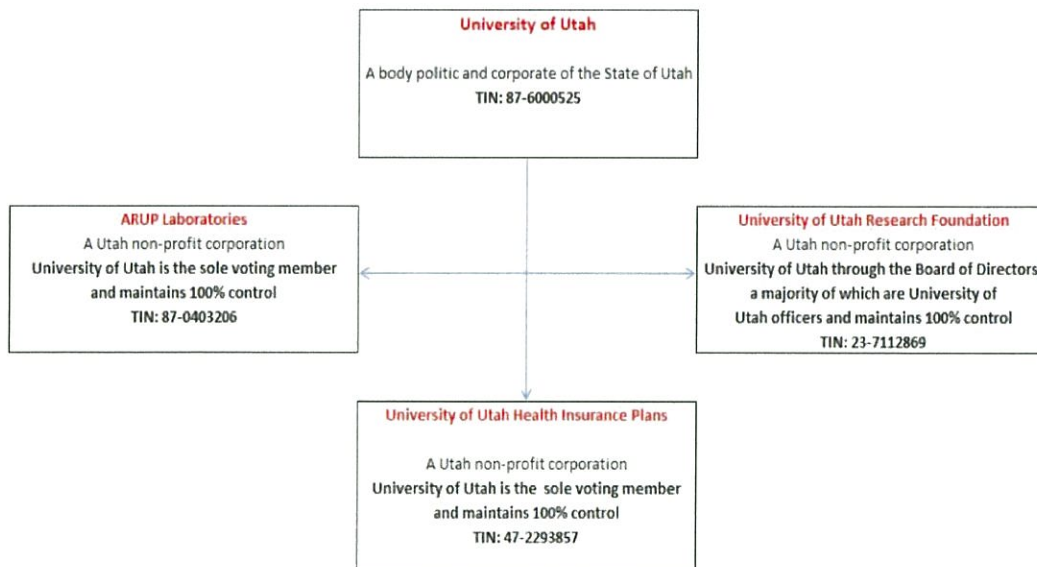 University of Utah
A body politic and corporate of the State of Utah
TIN: 87-6000525
ARUP Laboratories
A Utah non-profit corporation
University of Utah is the sole voting member
and maintains 100% control
TIN: 87-0403206
University of Utah Research Foundation
A Utah non-profit corporation
University of Utah through the Board of Directors
a majority of which are University of
Utah officers and maintains 100% control
TIN: 23-7112869
University of Utah Health Insurance Plans
A Utah non-profit corporation
University of Utah is the sole voting member
and maintains 100% control
TIN: 47-2293857